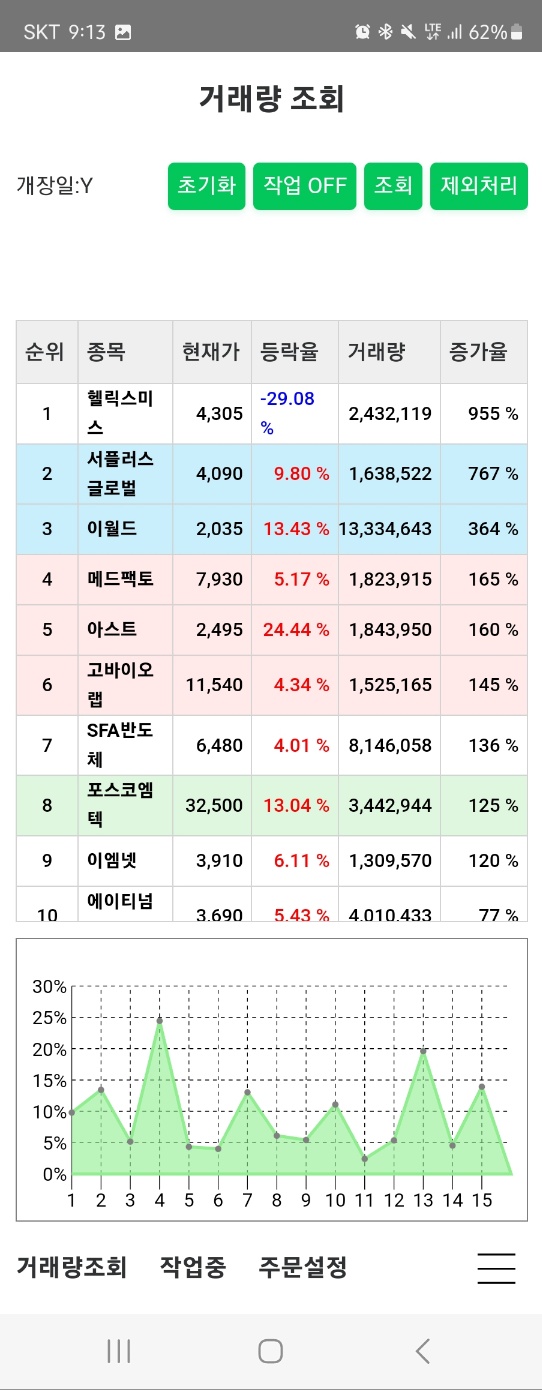 SKT 9:13 LTE 62%
거래량 조회
개장일:Y 초기화 작업 OFF 조회 제외처리
순위 종목 현재가 등락율 거래량 증가율
1 헬릭스미스 4,305 -29.08 % 2,432,119 955 %
2 서플러스글로벌 4,090 9.80 % 1,638,522 767 %
3 이월드 2,035 13.43 % 13,334,643 364 %
4 메드팩토 7,930 5.17 % 1,823,915 165 %
5 아스트 2,495 24.44 % 1,843,950 160 %
6 고바이오랩 11,540 4.34 % 1,525,165 145 %
7 SFA반도체 6,480 4.01 % 8,146,058 136 %
8 포스코엠텍 32,500 13.04 % 3,442,944 125 %
9 이엠넷 3,910 6.11 % 1,309,570 120 %
10 에이티넘 3,690 5.43 % 4,010,433 77 %
30%
25%
20%
15%
10%
5%
0%
1 2 3 4 5 6 7 8 9 10 11 12 13 14 15
거래량조회 작업중 주문설정